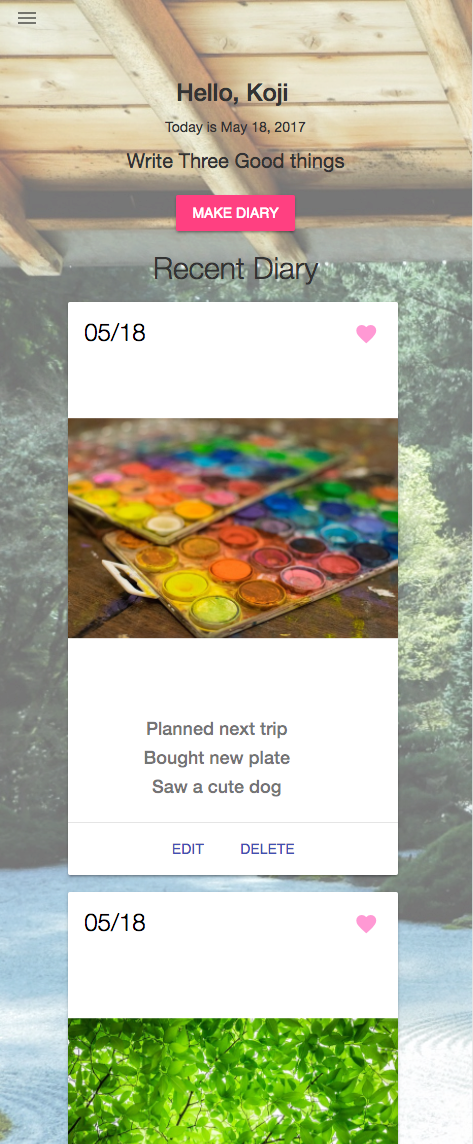 Hello, Koji
Today is May 18, 2017
Write Three Good things
MAKE DIARY
Recent Diary
05/18
Planned next trip
Bought new plate
Saw a cute dog
EDIT DELETE
05/18